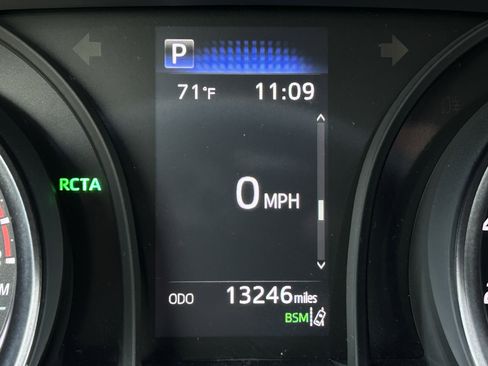 P
71°F 11:09
RCTA
0 MPH
ODO 13246 miles
BSM